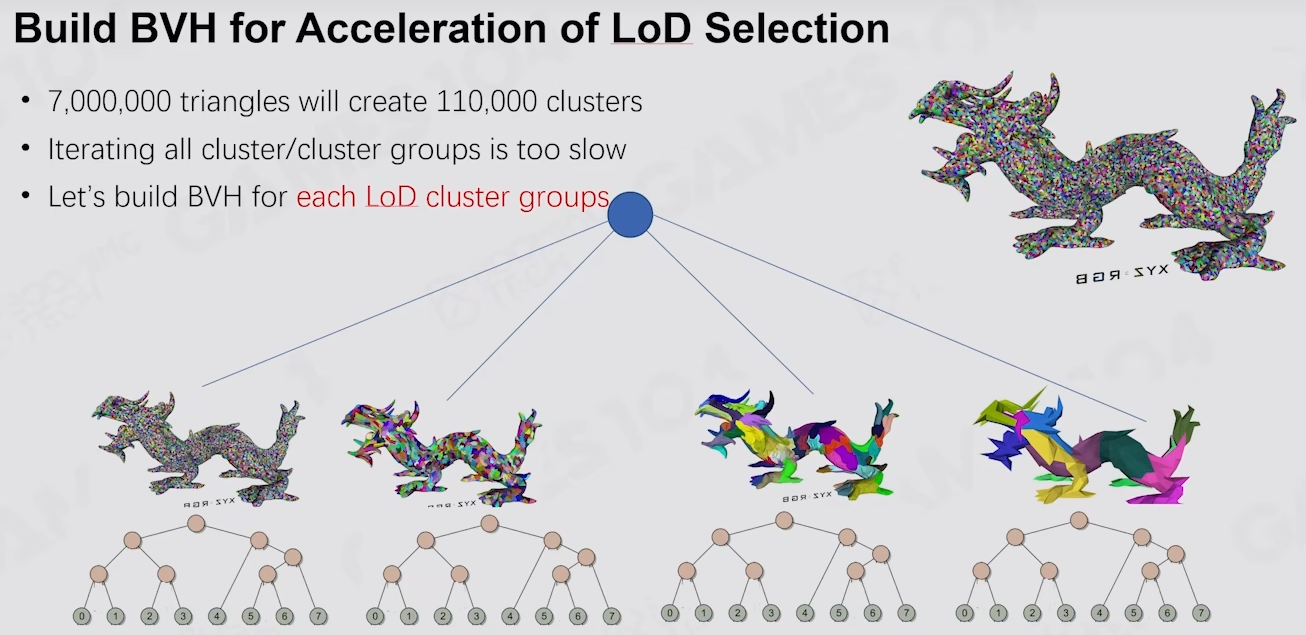 Build BVH for Acceleration of LoD Selection
• 7,000,000 triangles will create 110,000 clusters
• Iterating all cluster/cluster groups is too slow
• Let's build BVH for each LoD cluster groups
0 1 2 3 4 5 6 7
0 1 2 3 4 5 6 7
0 1 2 3 4 5 6 7
0 1 2 3 4 5 6 7
GAMES104